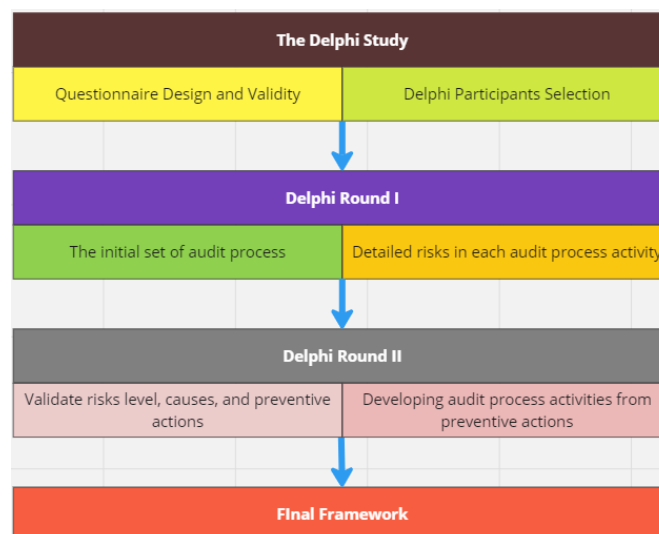 The Delphi Study
Questionnaire Design and Validity
Delphi Participants Selection
Delphi Round I
The initial set of audit process
Detailed risks in each audit process activity
Delphi Round II
Validate risks level, causes, and preventive
actions
Developing audit process activities from
preventive actions
FInal Framework